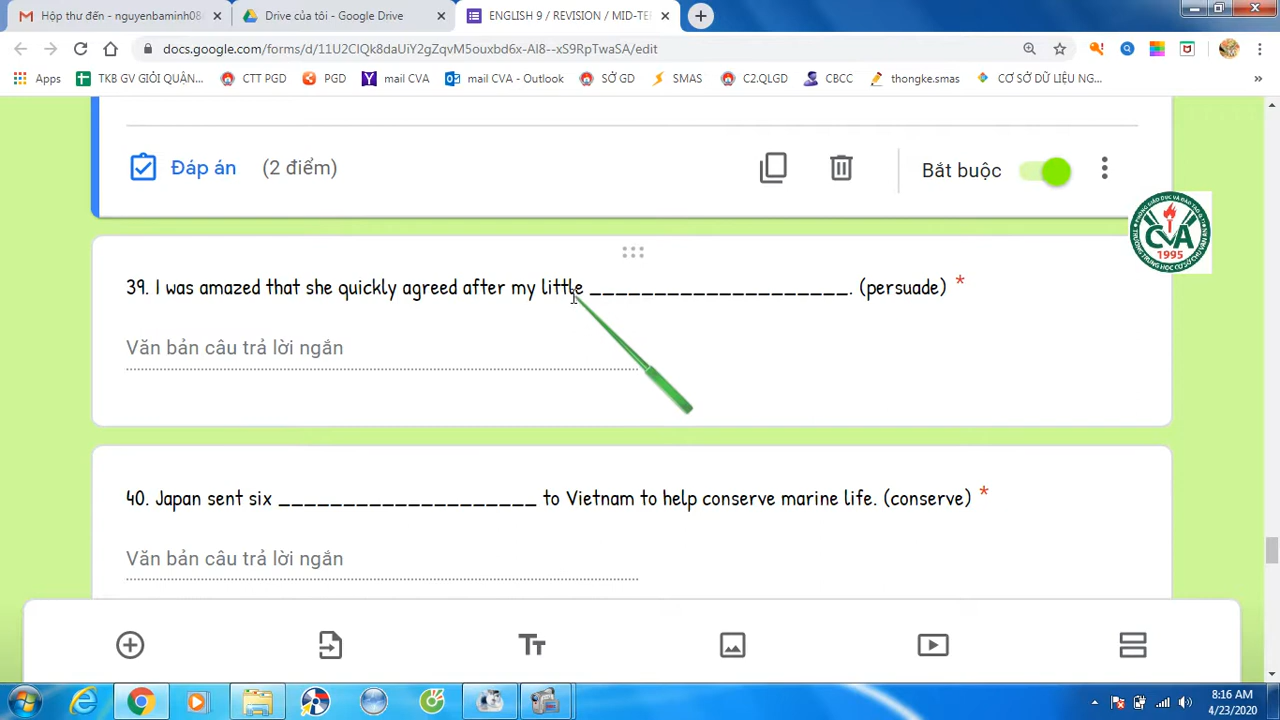 Hộp thư đến - nguyenbaminh08
Drive của tôi - Google Drive
ENGLISH 9 / REVISION / MID-TE
docs.google.com/forms/d/11U2ClQk8daUiY2gZqWM5ouxbd6x-AI8--xS9RpTwaSA/edit
Apps
TKB GV GIỎI QUÂN...
CTT PGD
PGD
mail CVA
mail CVA - Outlook
SỞ GD
SMAS
C2.QLGD
CBCC
thongke.smas
CƠ SỞ DỮ LIỆU NG...
»
Đáp án (2 điểm)
Bắt buộc
CVA
1995
39. I was amazed that she quickly agreed after my little ____________________. (persuade) *
Văn bản câu trả lời ngắn
40. Japan sent six ____________________ to Vietnam to help conserve marine life. (conserve) *
Văn bản câu trả lời ngắn
Tт
8:16 AM
4/23/2020